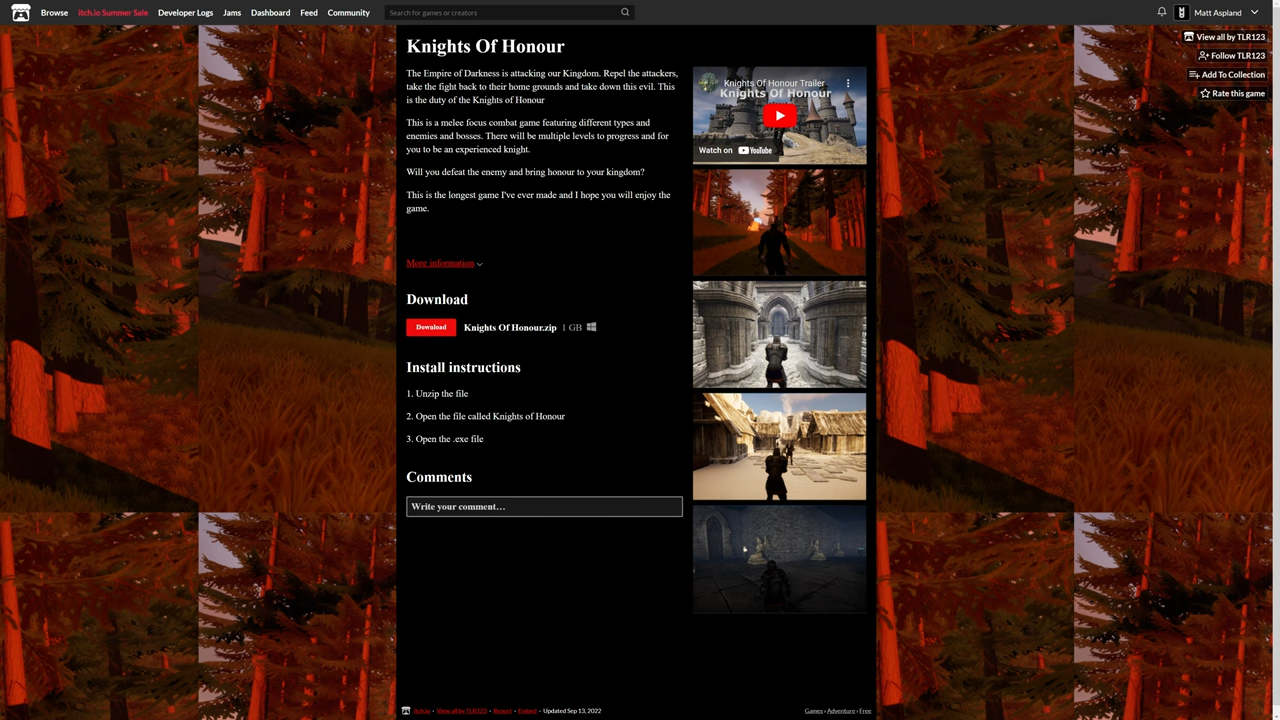 Browse
itch.io Summer Sale
Developer Logs
Jams
Dashboard
Feed
Community
Search for games or creators
Matt Aspland
View all by TLR123
Follow TLR123
Add To Collection
Rate this game
Knights Of Honour
The Empire of Darkness is attacking our Kingdom. Repel the attackers,
take the fight back to their home grounds and take down this evil. This
is the duty of the Knights of Honour
This is a melee focus combat game featuring different types and
enemies and bosses. There will be multiple levels to progress and for
you to be an experienced knight.
Will you defeat the enemy and bring honour to your kingdom?
This is the longest game I've ever made and I hope you will enjoy the
game.
More information
Download
Download
Knights Of Honour.zip 1 GB
Install instructions
1. Unzip the file
2. Open the file called Knights of Honour
3. Open the .exe file
Comments
Write your comment…
Knights Of Honour Trailer
Knights Of Honour
Watch on YouTube
itch.io · View all by TLR123 · Report · Embed · Updated Sep 13, 2022
Games › Adventure › Free